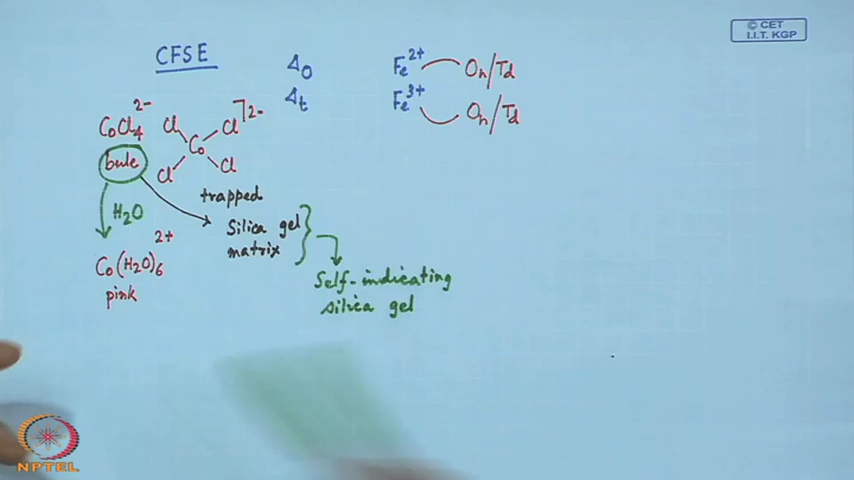 © CET
I.I.T. KGP
CFSE
Δo
Δt
Fe2+ Oh/Td
Fe3+ Oh/Td
CoCl4 2-
Cl Cl ]2-
Co
Cl Cl
bule
trapped
H2O
Silica gel
matrix
Co(H2O)6 2+
pink
Self-indicating
silica gel
NPTEL